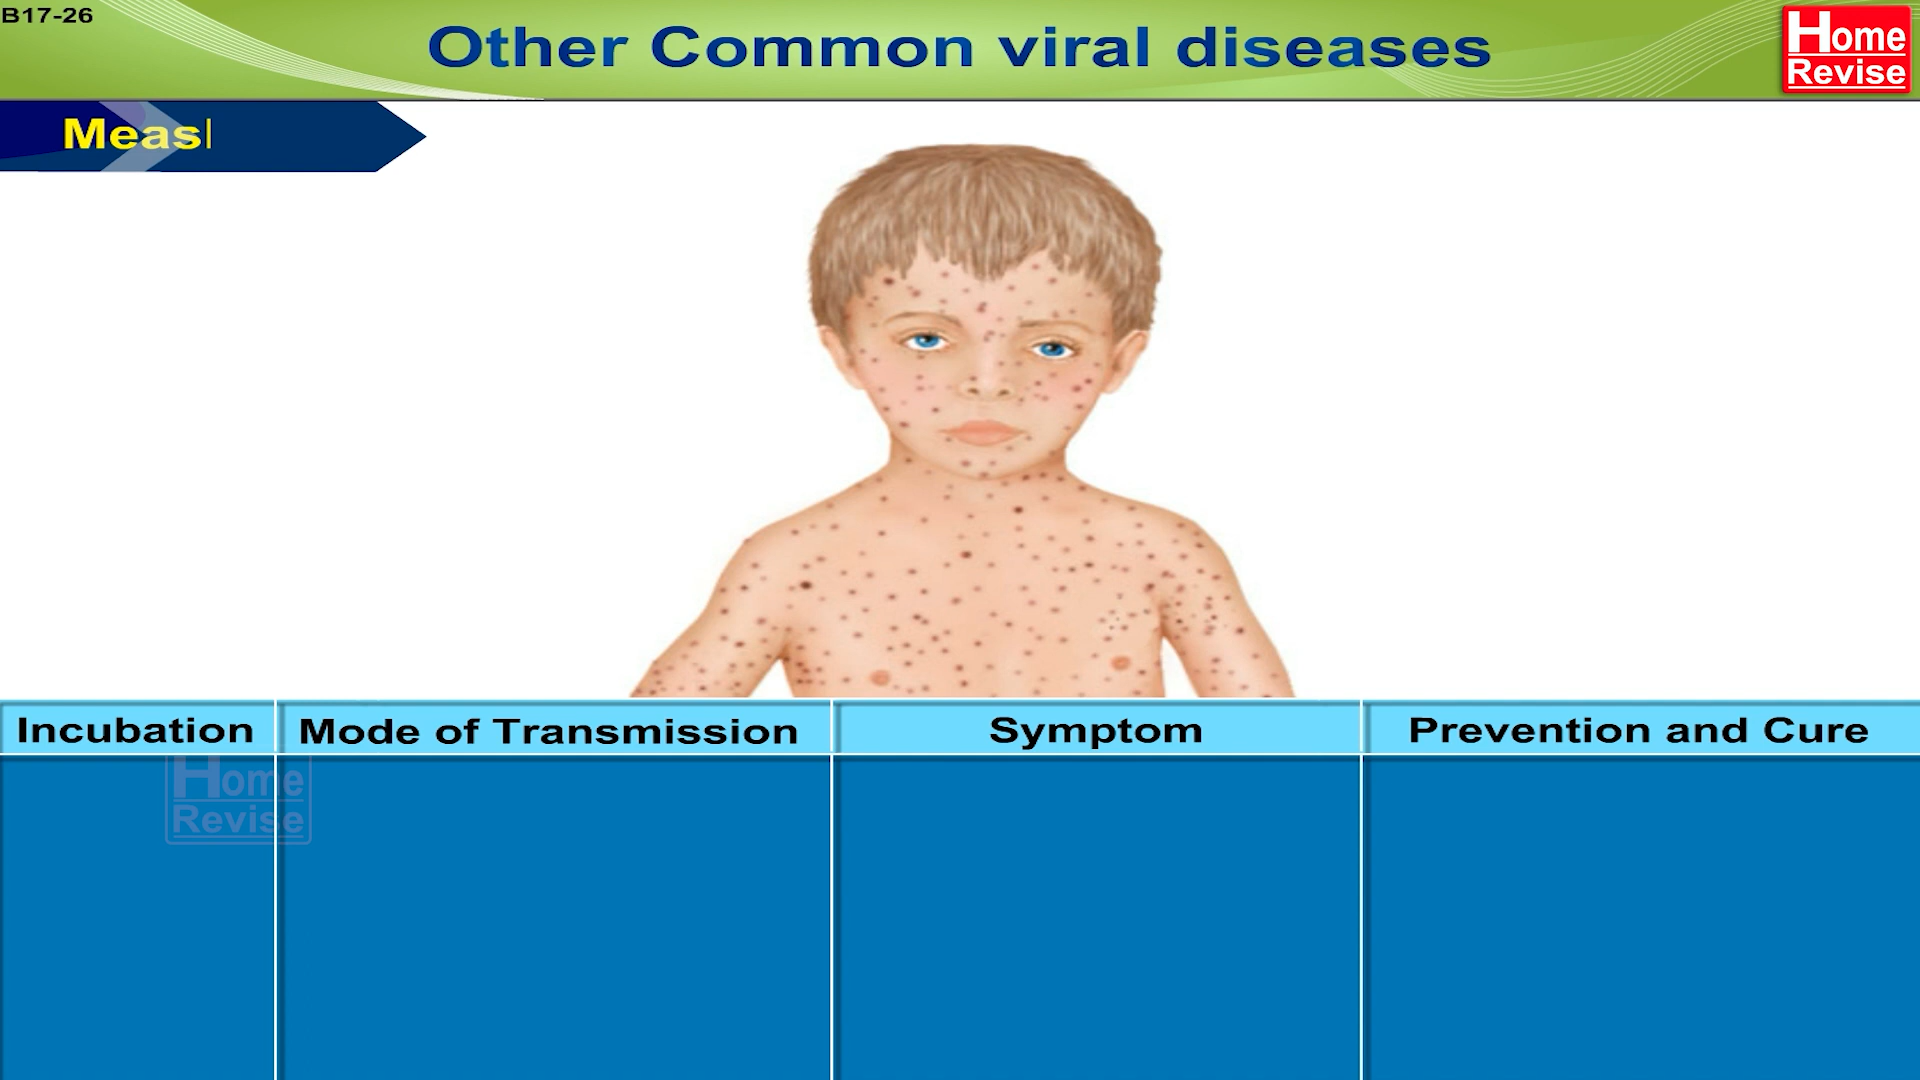 B17-26
Other Common viral diseases
Home
Revise
Measl
Incubation
Mode of Transmission
Symptom
Prevention and Cure
Home
Revise